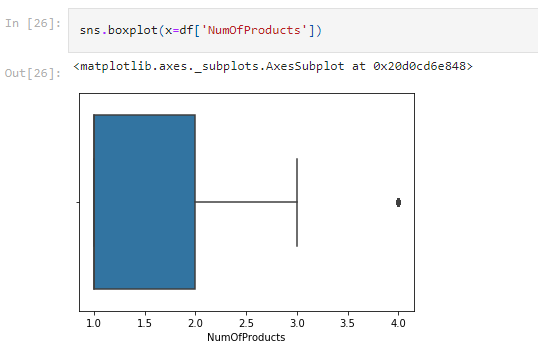 In [26]:
sns.boxplot(x=df['NumOfProducts'])
Out[26]:
<matplotlib.axes._subplots.AxesSubplot at 0x20d0cd6e848>
1.0 1.5 2.0 2.5 3.0 3.5 4.0
NumOfProducts